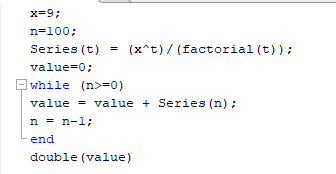 x=9;
n=100;
Series(t) = (x^t)/(factorial(t));
value=0;
while (n>=0)
value = value + Series(n);
n = n-1;
end
double(value)